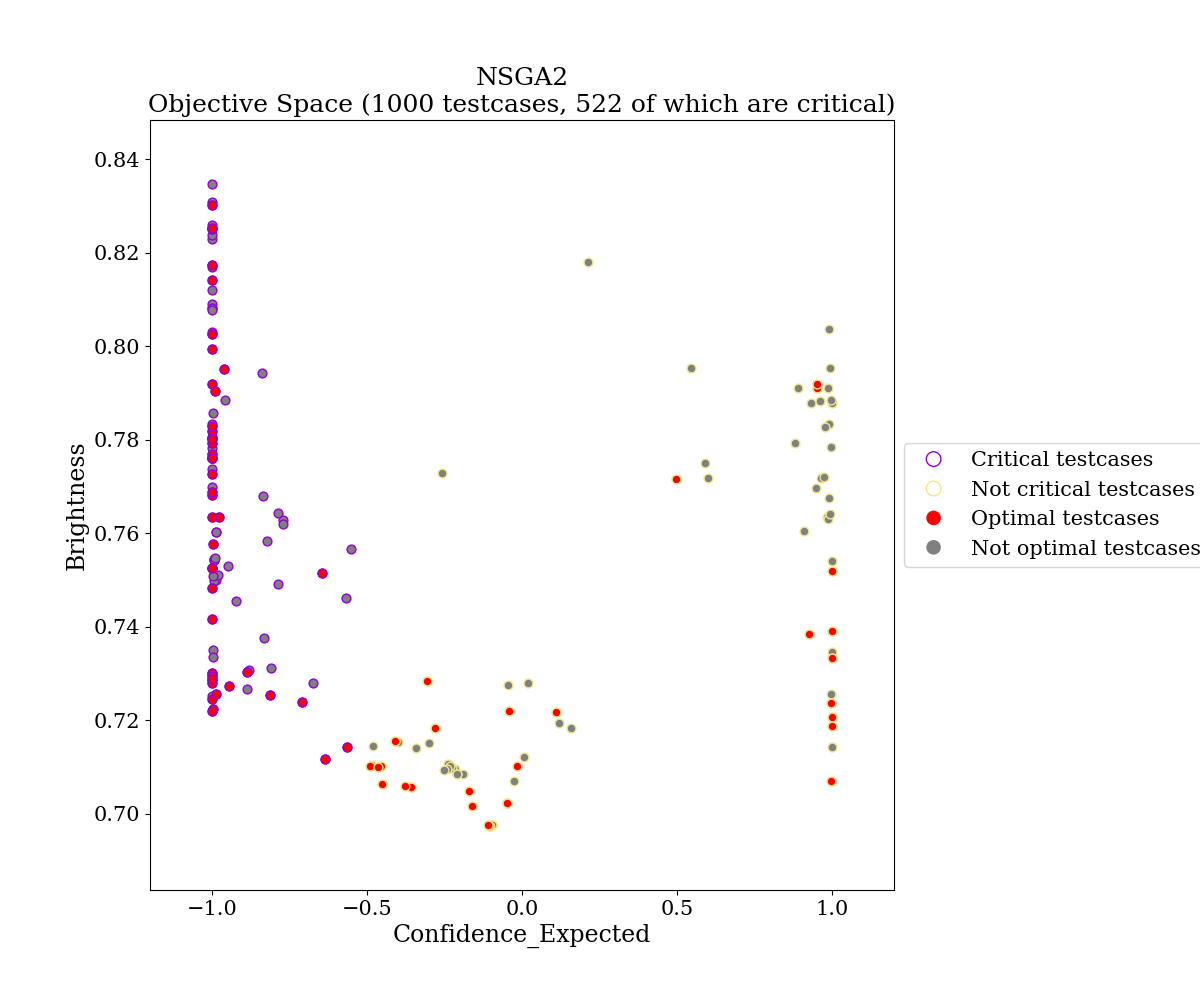 NSGA2
Objective Space (1000 testcases, 522 of which are critical)
0.84
0.82
0.80
0.78
0.76
0.74
0.72
0.70
Brightness
−1.0
−0.5
0.0
0.5
1.0
Confidence_Expected
Critical testcases
Not critical testcases
Optimal testcases
Not optimal testcases